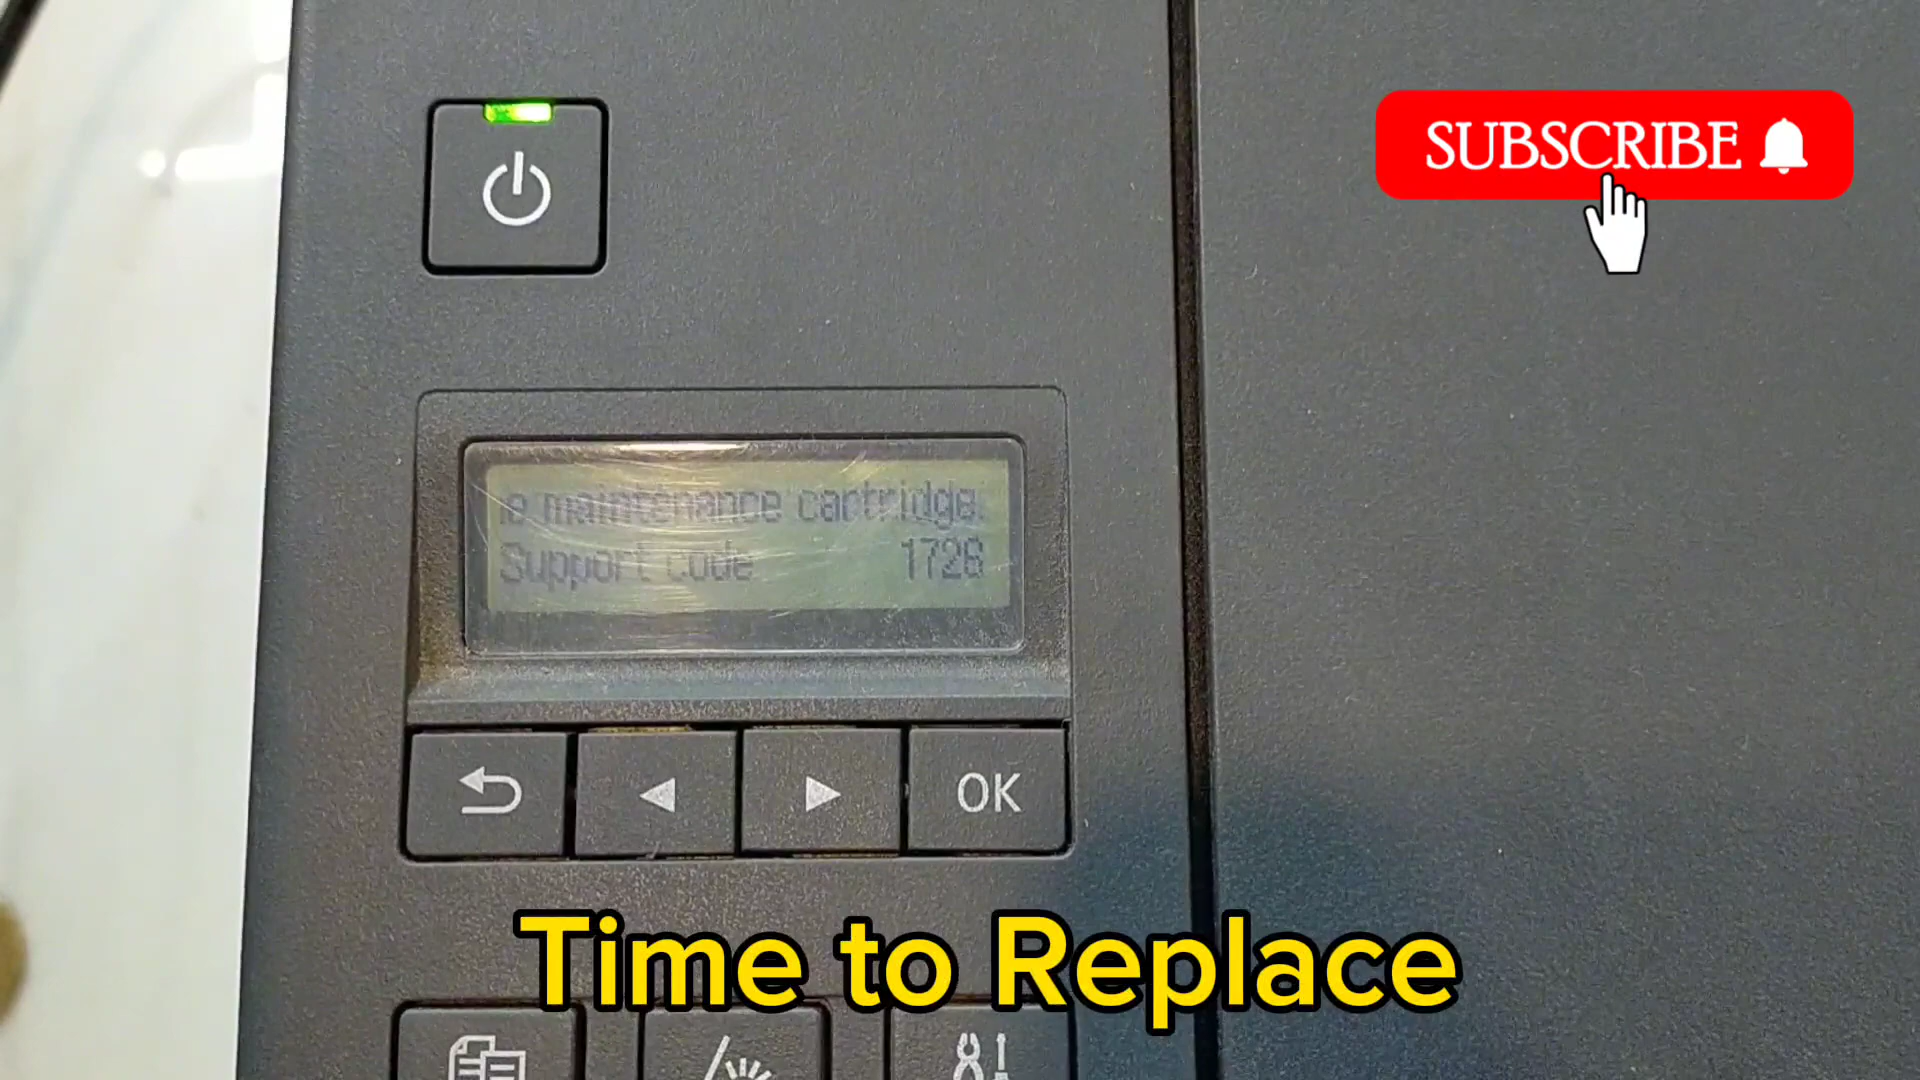 SUBSCRIBE
maintenance cartridge.
Support code 1726
OK
Time to Replace